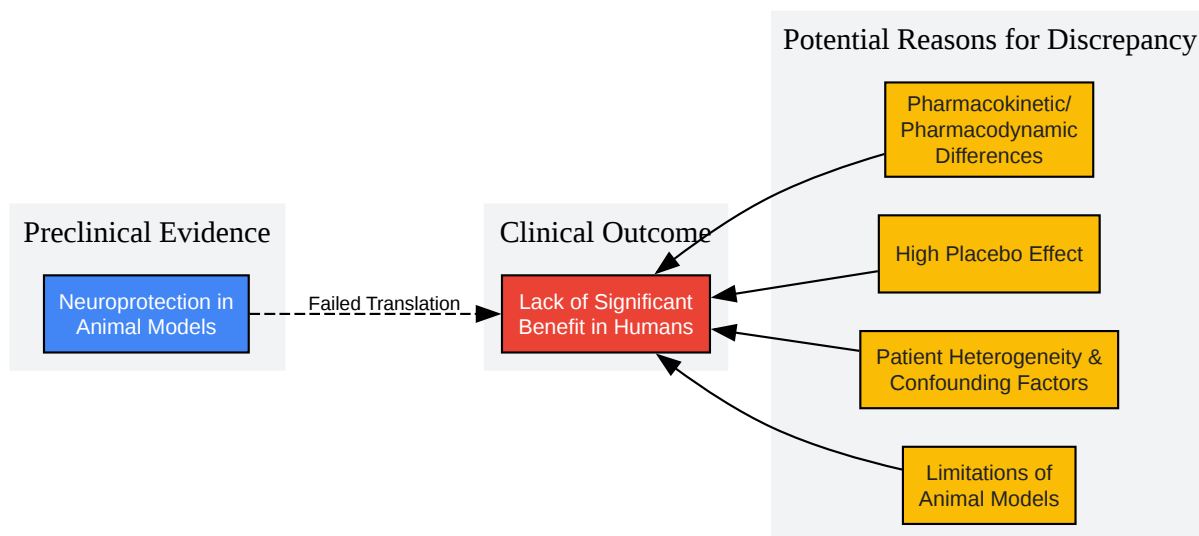 Preclinical Evidence
Neuroprotection in
Animal Models
Failed Translation
Clinical Outcome
Lack of Significant
Benefit in Humans
Potential Reasons for Discrepancy
Pharmacokinetic/
Pharmacodynamic
Differences
High Placebo Effect
Patient Heterogeneity &
Confounding Factors
Limitations of
Animal Models